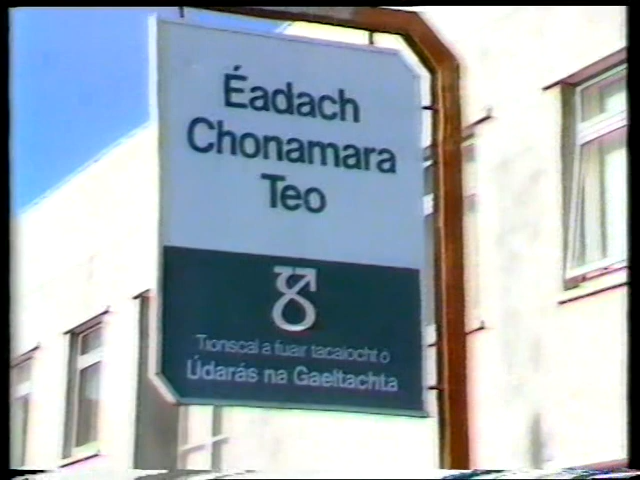 Éadach
Chonamara
Teo
Tionscal a fuair tacaíocht ó
Údarás na Gaeltachta